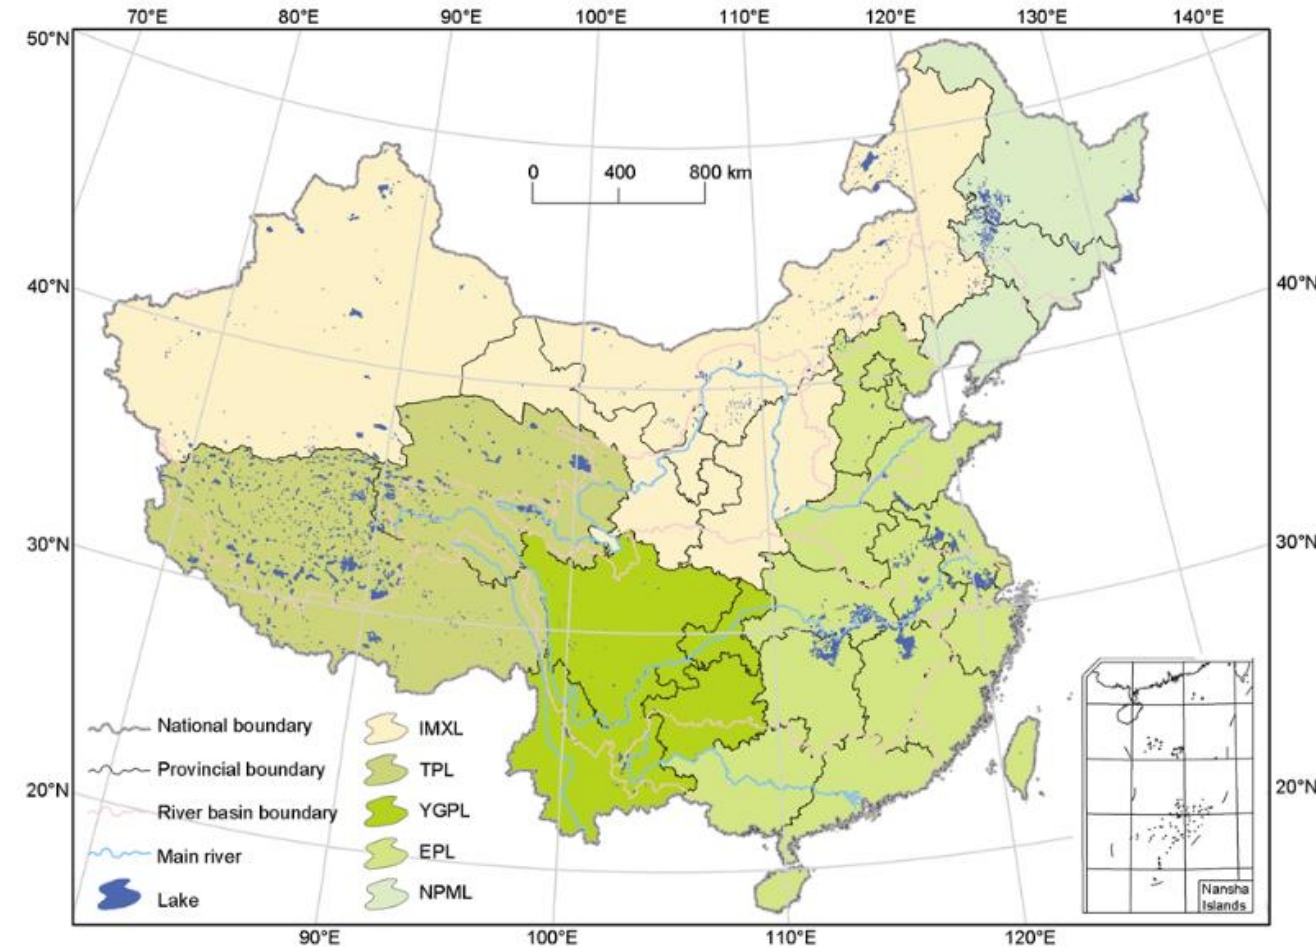 70°E 80°E 90°E 100°E 110°E 120°E 130°E 140°E
50°N
40°N
40°N
30°N
30°N
20°N
20°N
0 400 800 km
National boundary
Provincial boundary
River basin boundary
Main river
Lake
IMXL
TPL
YGPL
EPL
NPML
Nansha
Islands
90°E 100°E 110°E 120°E